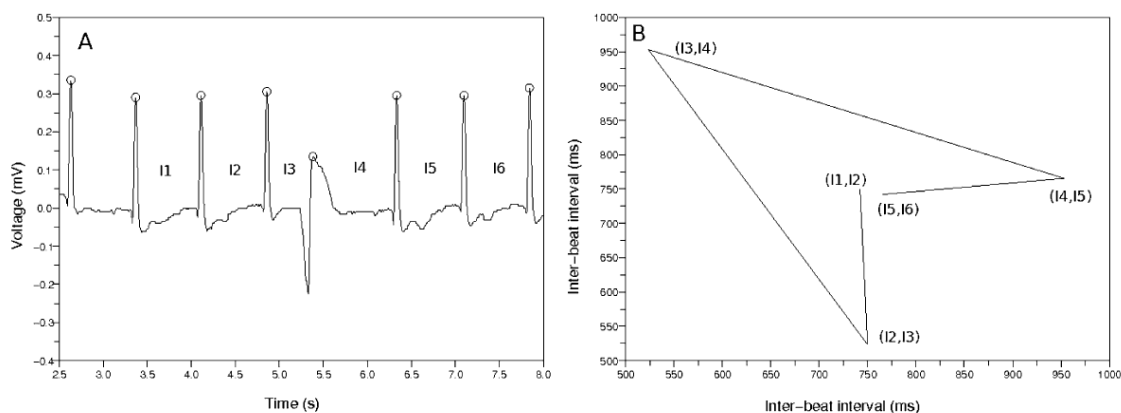 A
0.5
0.4
0.3
0.2
0.1
0.0
−0.1
−0.2
−0.3
−0.4
Voltage (mV)
I1 I2 I3 I4 I5 I6
2.5 3.0 3.5 4.0 4.5 5.0 5.5 6.0 6.5 7.0 7.5 8.0
Time (s)
B
1000
950
900
850
800
750
700
650
600
550
500
Inter−beat interval (ms)
(I3,I4)
(I1,I2)
(I4,I5)
(I5,I6)
(I2,I3)
500 550 600 650 700 750 800 850 900 950 1000
Inter−beat interval (ms)